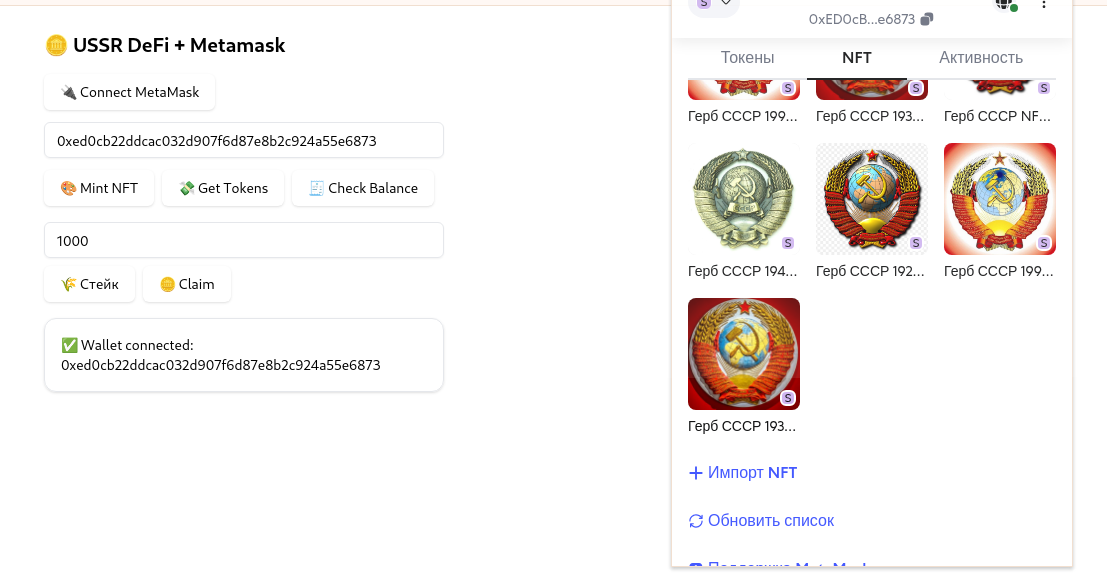 🪙 USSR DeFi + Metamask
🔌 Connect MetaMask
0xed0cb22ddcac032d907f6d87e8b2c924a55e6873
🎨 Mint NFT 💸 Get Tokens 🧾 Check Balance
1000
🌾 Стейк 🪙 Claim
✅ Wallet connected:
0xed0cb22ddcac032d907f6d87e8b2c924a55e6873
S
0xED0cB...e6873
Токены NFT Активность
S S S
Герб СССР 199... Герб СССР 193... Герб СССР NF...
S S S
Герб СССР 194... Герб СССР 192... Герб СССР 199...
S
Герб СССР 193...
Импорт NFT
Обновить список